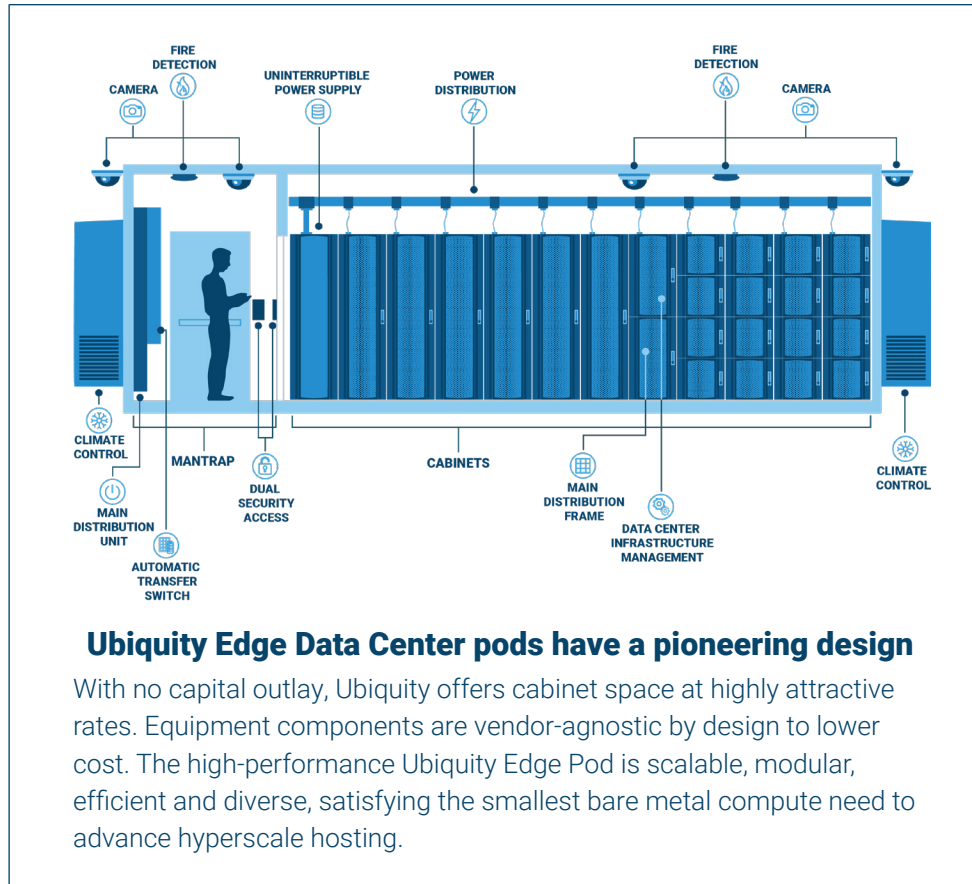 FIRE
DETECTION
CAMERA
UNINTERRUPTIBLE
POWER SUPPLY
POWER
DISTRIBUTION
FIRE
DETECTION
CAMERA
CLIMATE
CONTROL
MANTRAP
DUAL
SECURITY
ACCESS
MAIN
DISTRIBUTION
UNIT
AUTOMATIC
TRANSFER
SWITCH
CABINETS
MAIN
DISTRIBUTION
FRAME
DATA CENTER
INFRASTRUCTURE
MANAGEMENT
CLIMATE
CONTROL
Ubiquity Edge Data Center pods have a pioneering design
With no capital outlay, Ubiquity offers cabinet space at highly attractive
rates. Equipment components are vendor-agnostic by design to lower
cost. The high-performance Ubiquity Edge Pod is scalable, modular,
efficient and diverse, satisfying the smallest bare metal compute need to
advance hyperscale hosting.